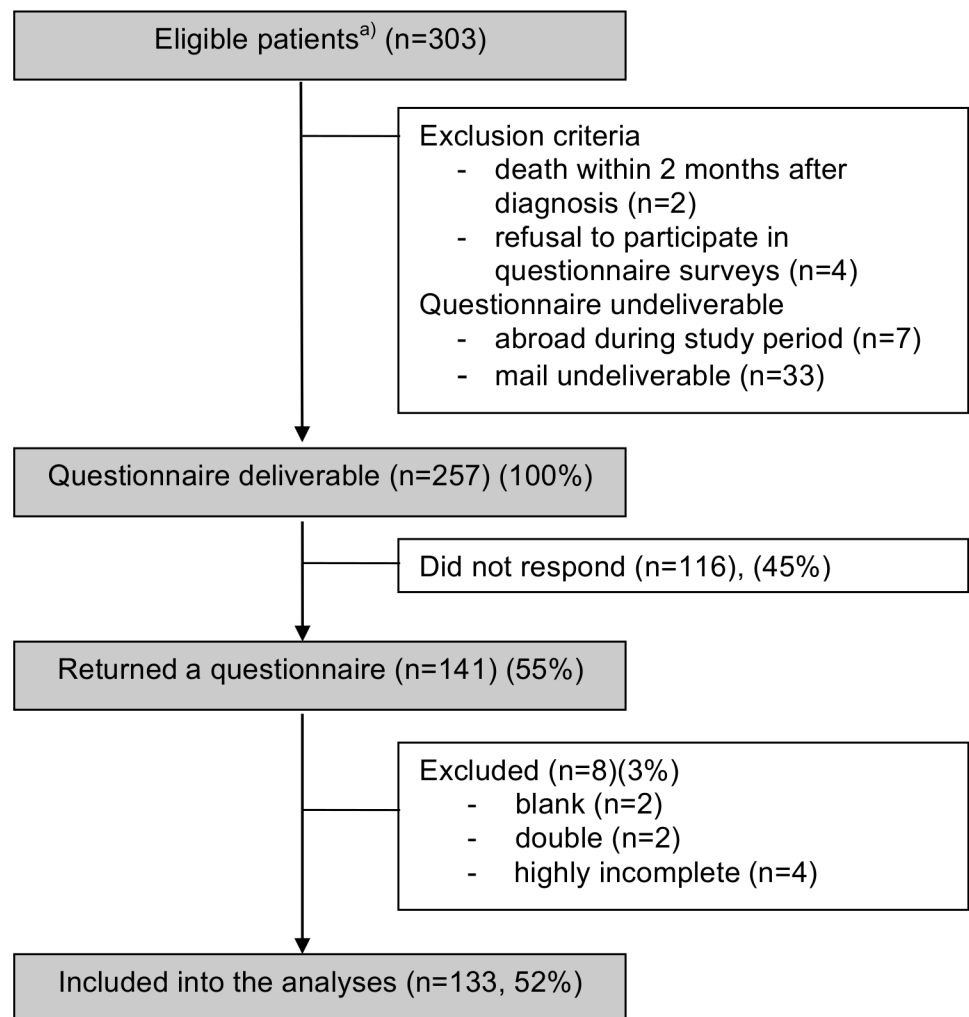 Eligible patientsa) (n=303)
Exclusion criteria
- death within 2 months after
diagnosis (n=2)
- refusal to participate in
questionnaire surveys (n=4)
Questionnaire undeliverable
- abroad during study period (n=7)
- mail undeliverable (n=33)
Questionnaire deliverable (n=257) (100%)
Did not respond (n=116), (45%)
Returned a questionnaire (n=141) (55%)
Excluded (n=8)(3%)
- blank (n=2)
- double (n=2)
- highly incomplete (n=4)
Included into the analyses (n=133, 52%)